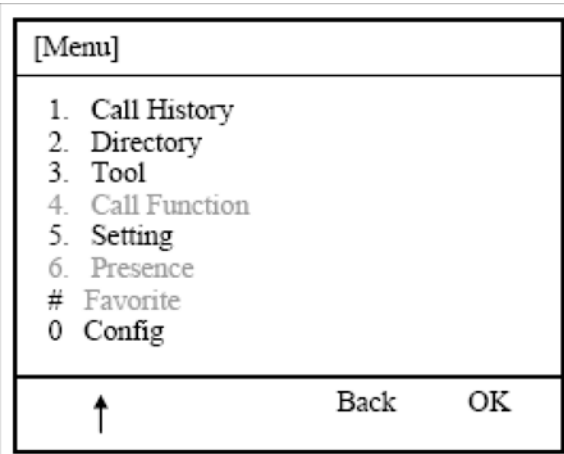 [Menu]
1. Call History
2. Directory
3. Tool
4. Call Function
5. Setting
6. Presence
# Favorite
0 Config
↑ Back OK